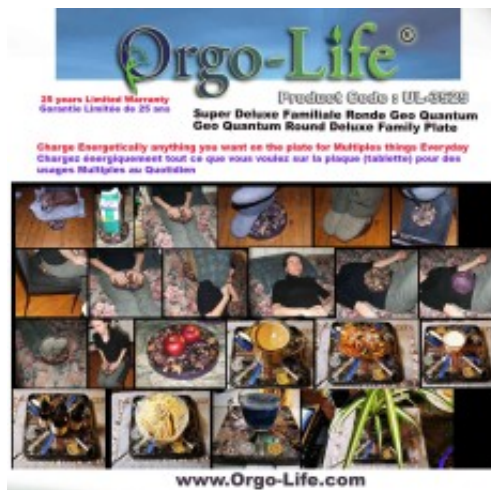 Orgo-Life®
Product Code : UL-3529
25 years Limited Warranty
Garantie Limitée de 25 ans
Super Deluxe Familiale Ronde Geo Quantum
Geo Quantum Round Deluxe Family Plate
Charge Energetically anything you want on the plate for Multiples things Everyday
Chargez éenergiquement tout ce que vous voulez sur la plaque (tablette) pour des
usages Multiples au Quotidien
www.Orgo-Life.com